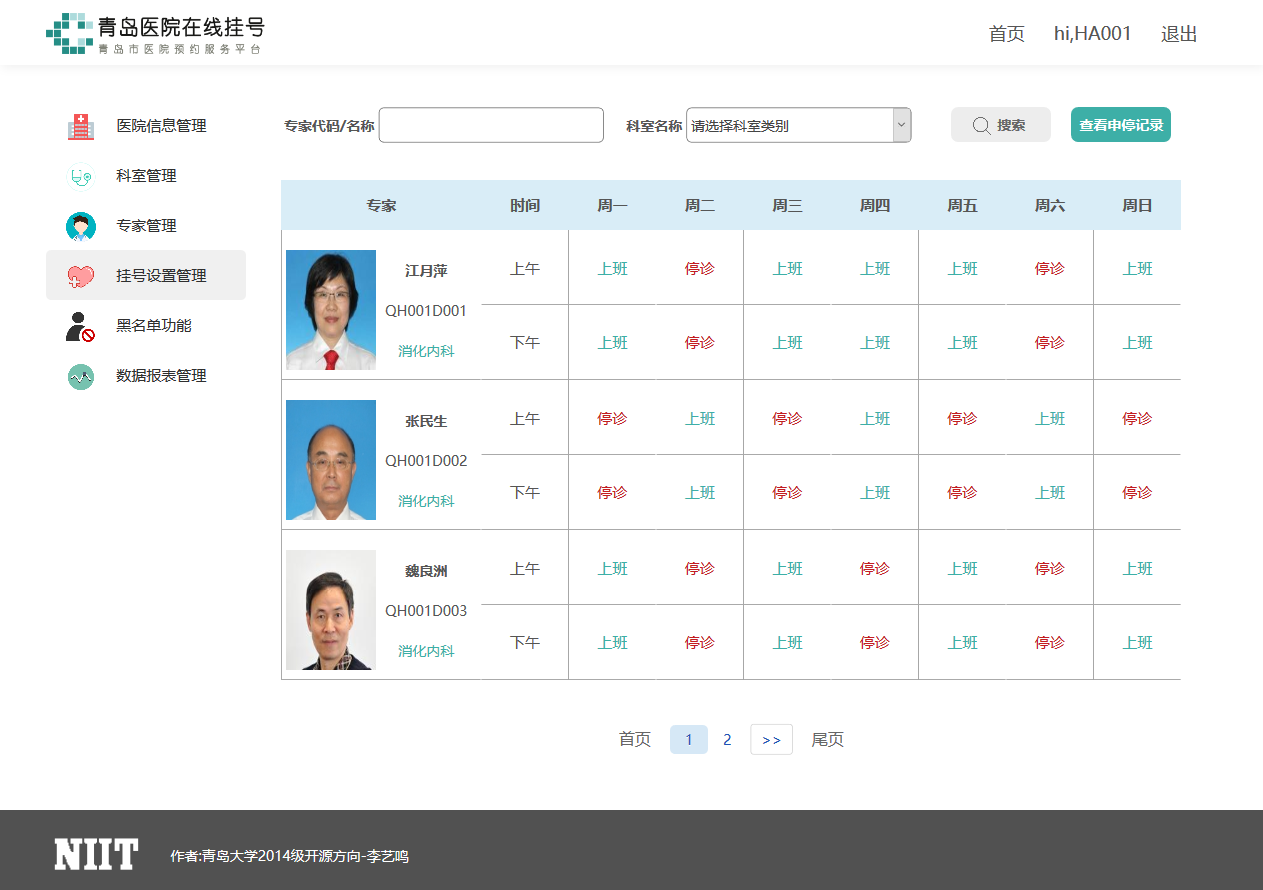 青岛医院在线挂号
青岛市医院预约服务平台
首页 hi,HA001 退出
医院信息管理
科室管理
专家管理
挂号设置管理
黑名单功能
数据报表管理
专家代码/名称 科室名称 请选择科室类别 搜索 查看申停记录
专家 时间 周一 周二 周三 周四 周五 周六 周日
江月萍
QH001D001
消化内科
上午 上班 停诊 上班 上班 上班 停诊 上班
下午 上班 停诊 上班 上班 上班 停诊 上班
张民生
QH001D002
消化内科
上午 停诊 上班 停诊 上班 停诊 上班 停诊
下午 停诊 上班 停诊 上班 停诊 上班 停诊
魏良洲
QH001D003
消化内科
上午 上班 停诊 上班 停诊 上班 停诊 上班
下午 上班 停诊 上班 停诊 上班 停诊 上班
首页 1 2 >> 尾页
NIIT 作者:青岛大学2014级开源方向-李艺鸣